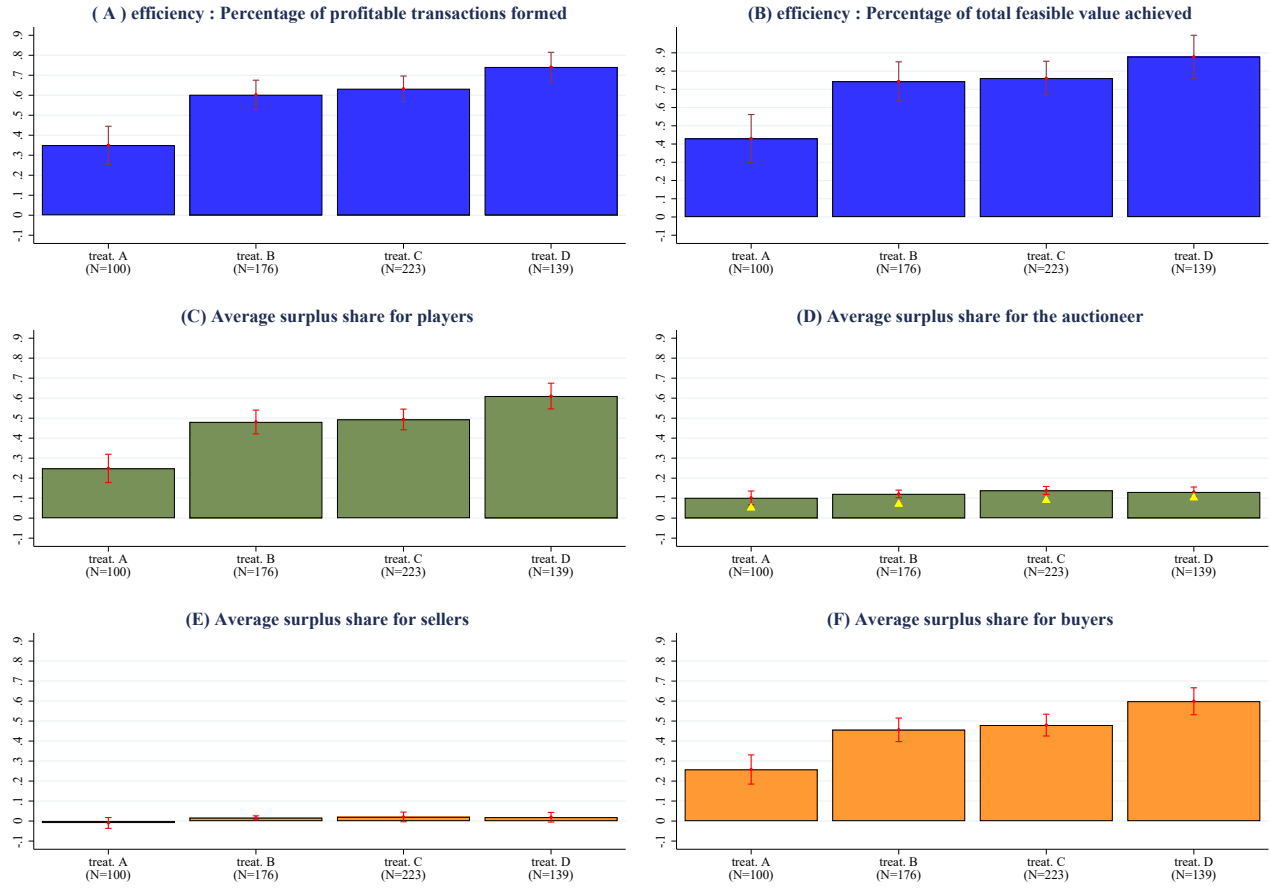 ( A ) efficiency : Percentage of profitable transactions formed
.9
.8
.7
.6
.5
.4
.3
.2
.1
0
-.1
treat. A
(N=100)
treat. B
(N=176)
treat. C
(N=223)
treat. D
(N=139)
(B) efficiency : Percentage of total feasible value achieved
.9
.8
.7
.6
.5
.4
.3
.2
.1
0
-.1
treat. A
(N=100)
treat. B
(N=176)
treat. C
(N=223)
treat. D
(N=139)
(C) Average surplus share for players
.9
.8
.7
.6
.5
.4
.3
.2
.1
0
-.1
treat. A
(N=100)
treat. B
(N=176)
treat. C
(N=223)
treat. D
(N=139)
(D) Average surplus share for the auctioneer
.9
.8
.7
.6
.5
.4
.3
.2
.1
0
-.1
treat. A
(N=100)
treat. B
(N=176)
treat. C
(N=223)
treat. D
(N=139)
(E) Average surplus share for sellers
.9
.8
.7
.6
.5
.4
.3
.2
.1
0
-.1
treat. A
(N=100)
treat. B
(N=176)
treat. C
(N=223)
treat. D
(N=139)
(F) Average surplus share for buyers
.9
.8
.7
.6
.5
.4
.3
.2
.1
0
-.1
treat. A
(N=100)
treat. B
(N=176)
treat. C
(N=223)
treat. D
(N=139)